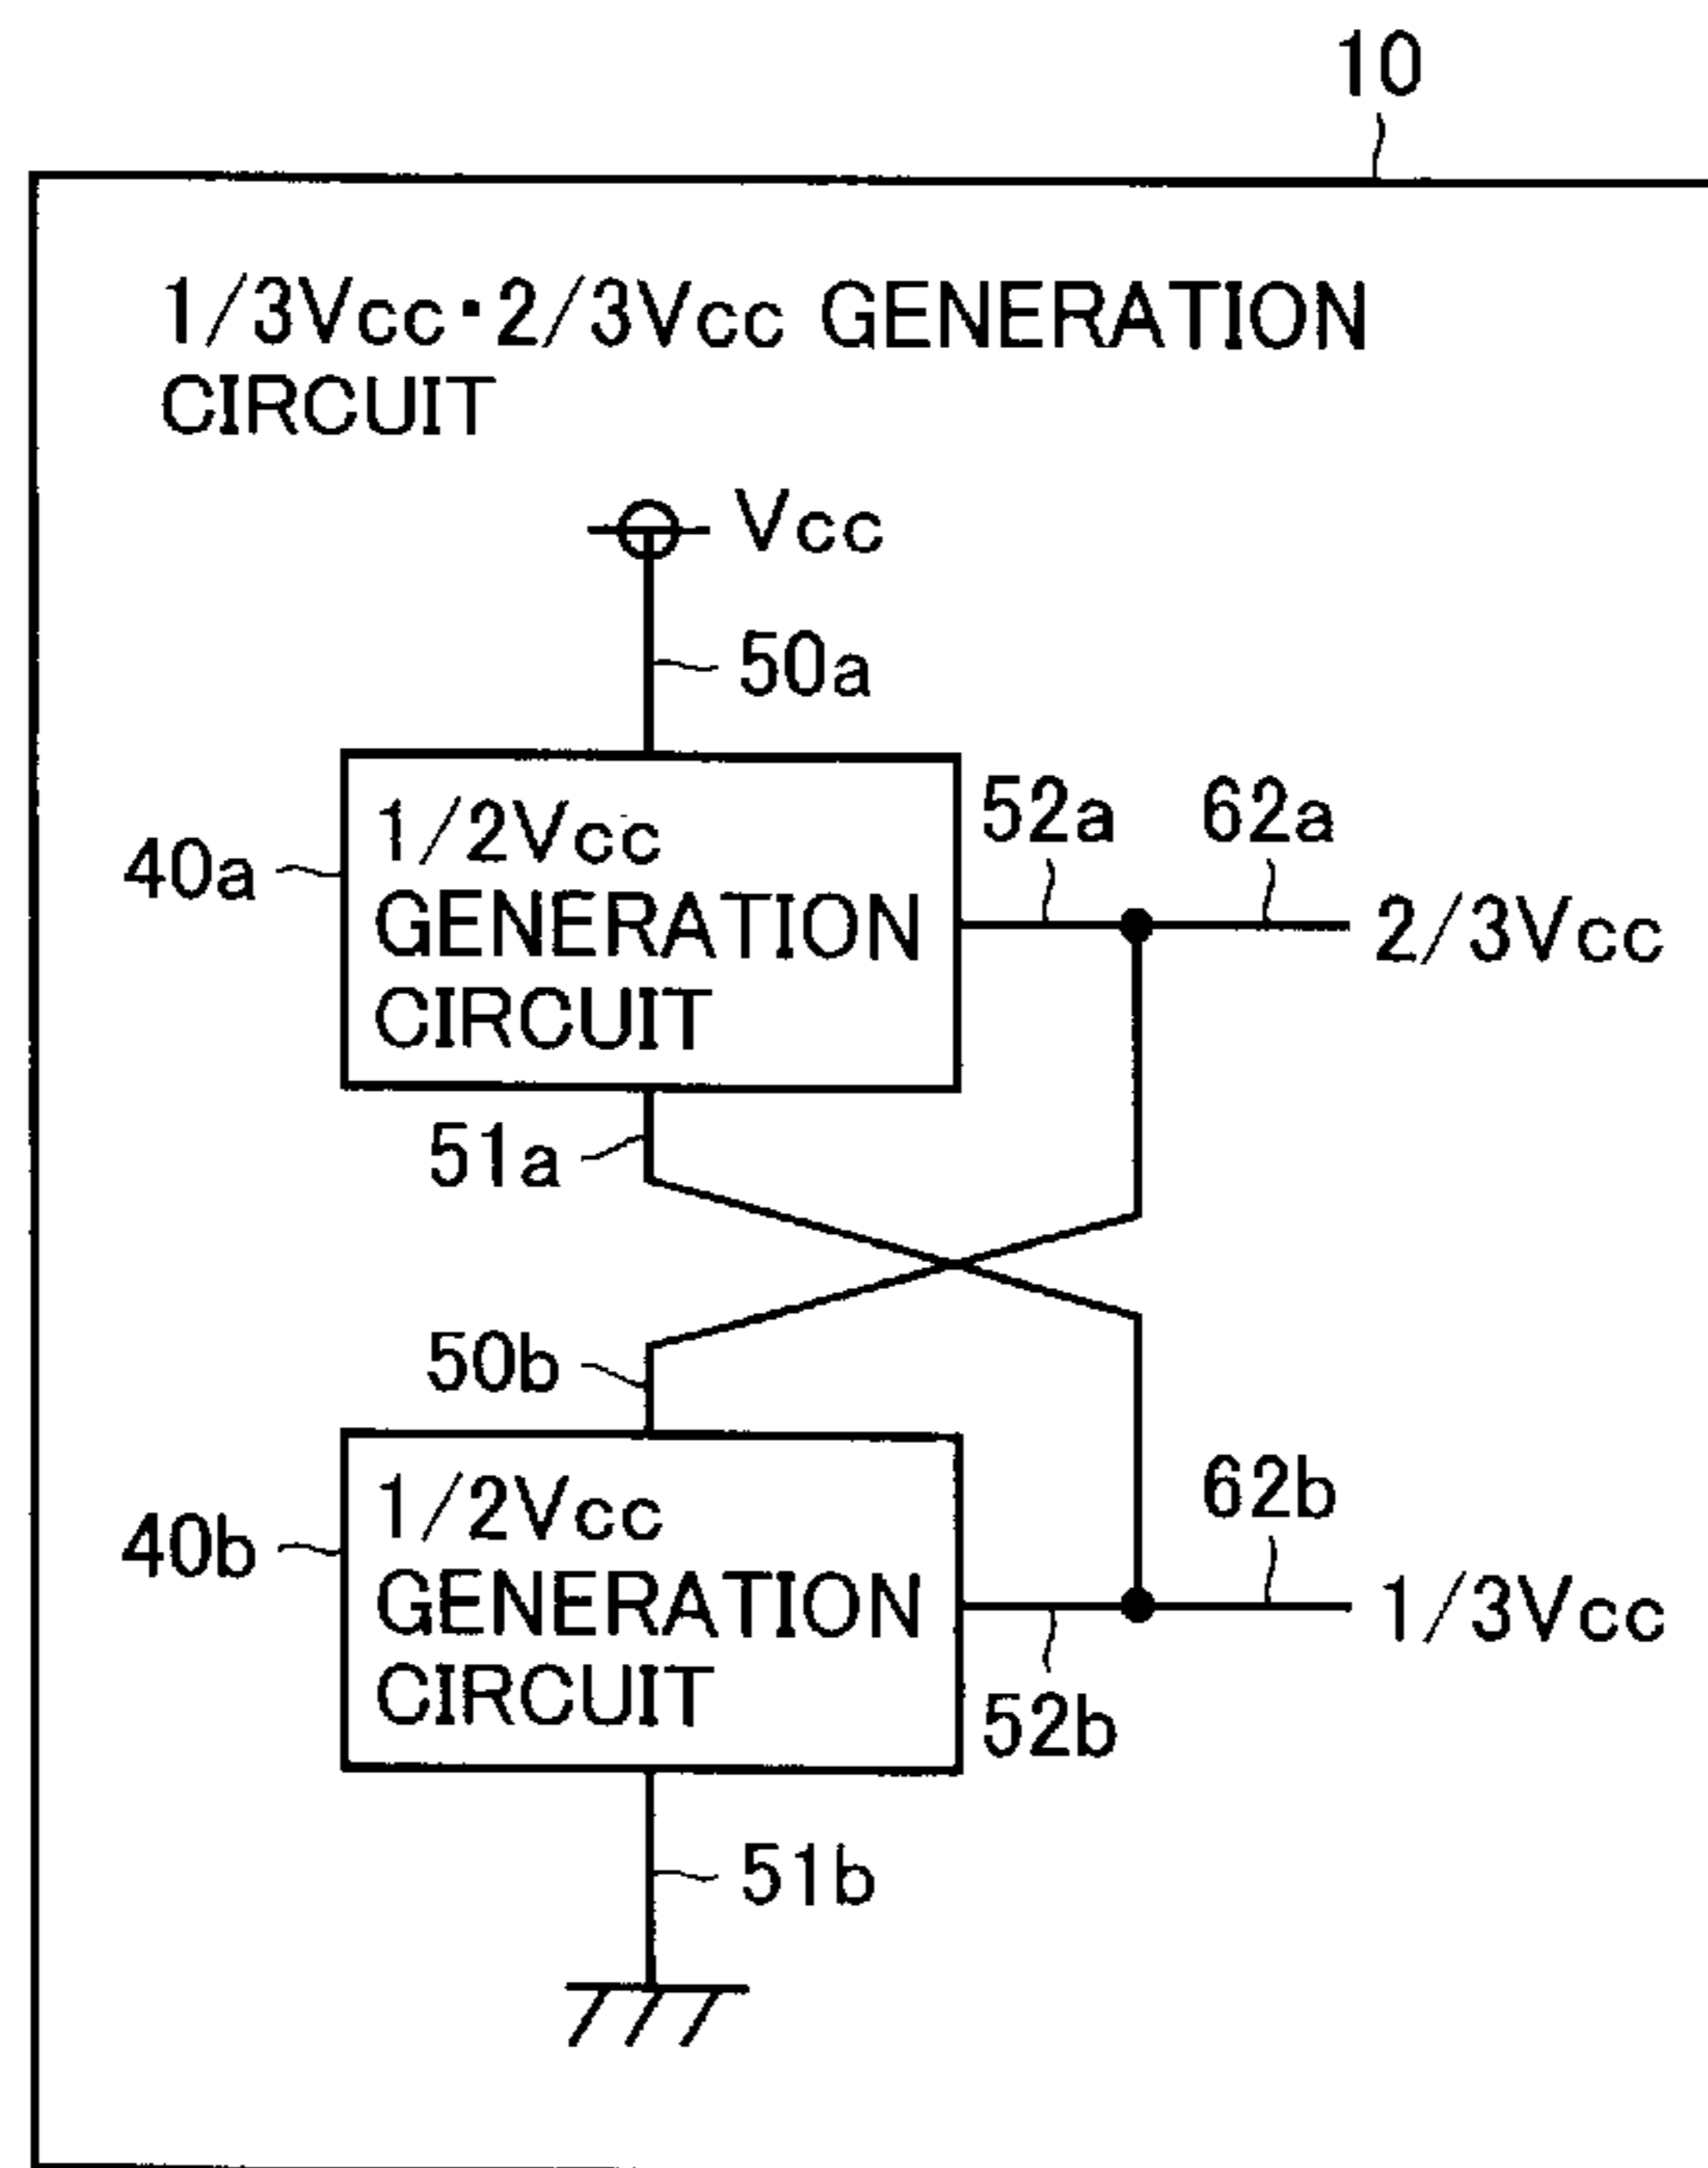 10
1/3Vcc・2/3Vcc GENERATION
CIRCUIT
Vcc
50a
40a
1/2Vcc
GENERATION
CIRCUIT
52a
62a
2/3Vcc
51a
50b
40b
1/2Vcc
GENERATION
CIRCUIT
62b
1/3Vcc
52b
51b